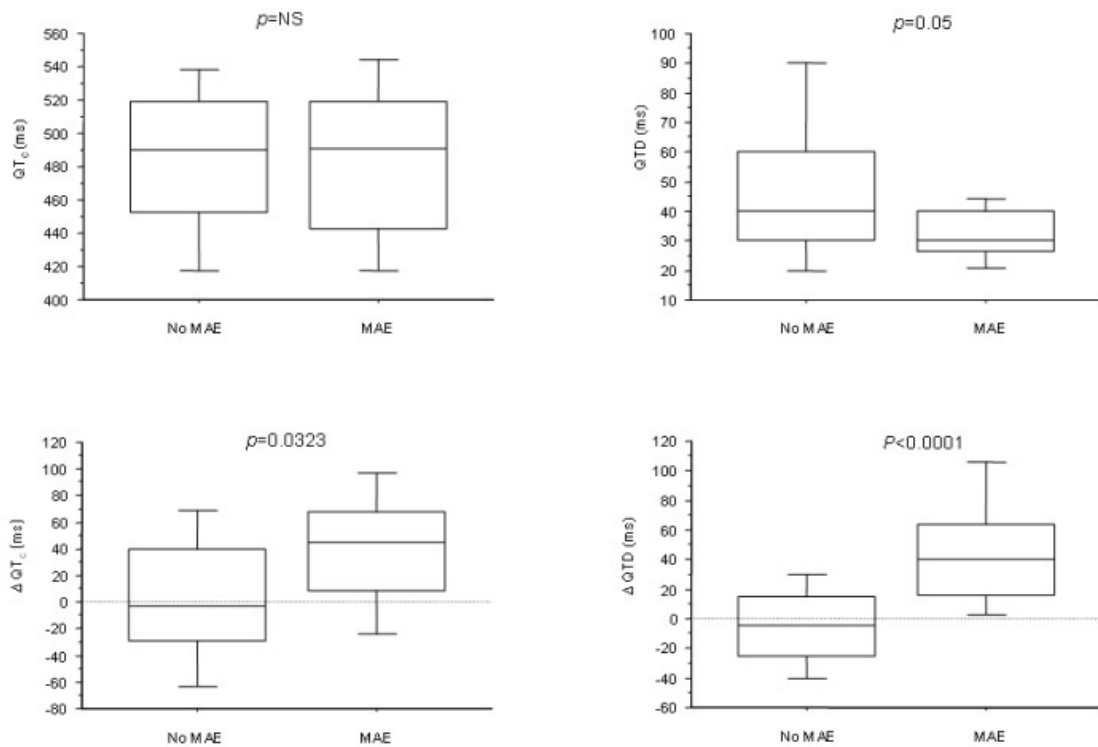 p=NS
QTc (ms)
560
540
520
500
480
460
440
420
400
No MAE
MAE
p=0.05
QTD (ms)
100
90
80
70
60
50
40
30
20
10
No MAE
MAE
p=0.0323
Δ QTc (ms)
120
100
80
60
40
20
0
-20
-40
-60
-80
No MAE
MAE
P<0.0001
Δ QTD (ms)
120
100
80
60
40
20
0
-20
-40
-60
No MAE
MAE